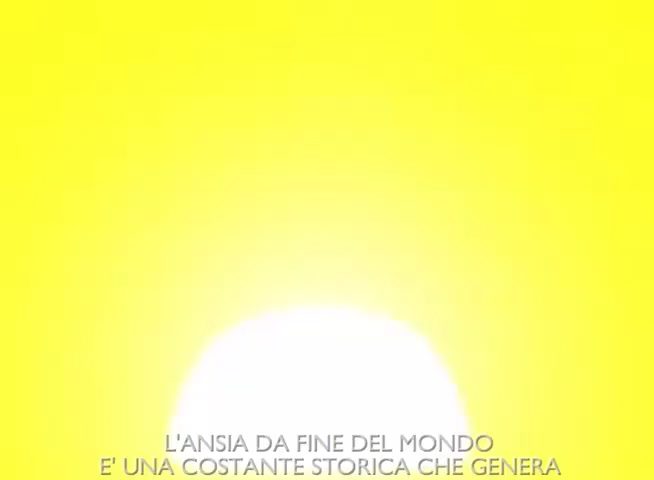 L'ANSIA DA FINE DEL MONDO
E' UNA COSTANTE STORICA CHE GENERA